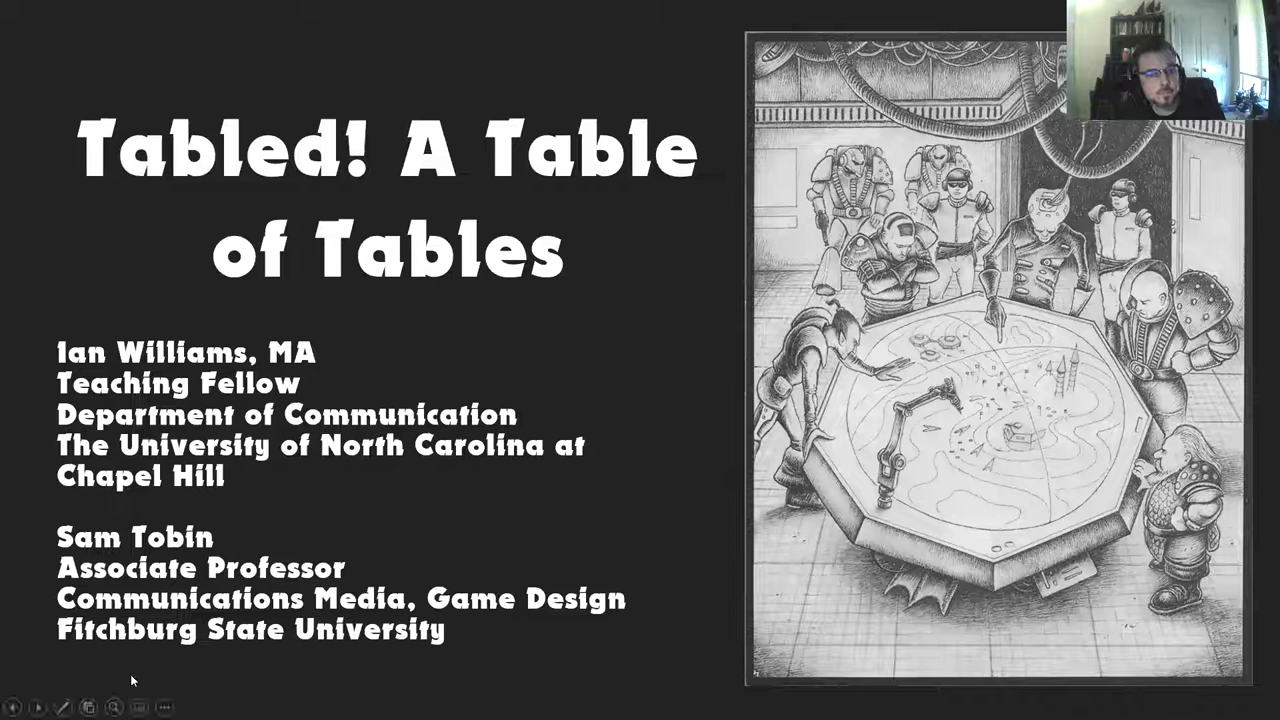 Tabled! A Table
of Tables
Ian Williams, MA
Teaching Fellow
Department of Communication
The University of North Carolina at
Chapel Hill
Sam Tobin
Associate Professor
Communications Media, Game Design
Fitchburg State University